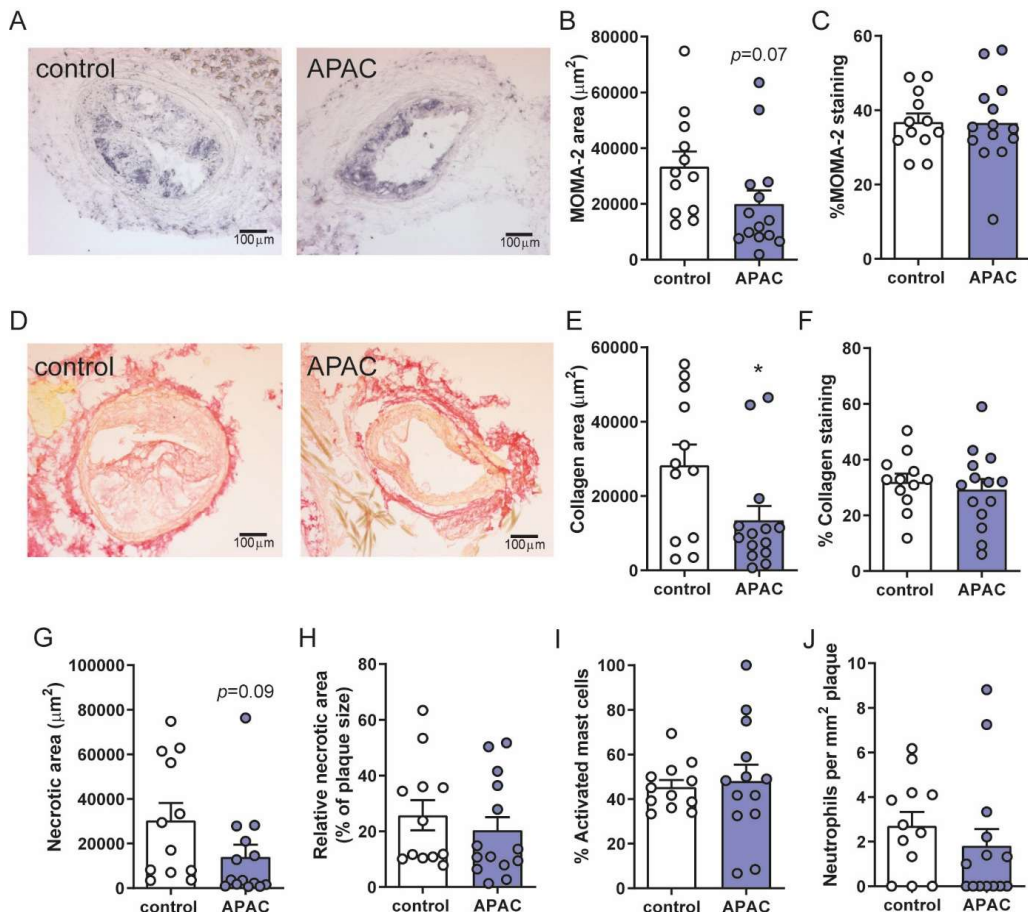 A
control
100μm
APAC
100μm
B
MOMA-2 area (μm²)
80000
60000
40000
20000
0
p=0.07
control
APAC
C
%MOMA-2 staining
60
40
20
0
control
APAC
D
control
100μm
APAC
100μm
E
Collagen area (μm²)
60000
40000
20000
0
*
control
APAC
F
% Collagen staining
80
60
40
20
0
control
APAC
G
Necrotic area (μm²)
100000
80000
60000
40000
20000
0
p=0.09
control
APAC
H
Relative necrotic area
(% of plaque size)
80
60
40
20
0
control
APAC
I
% Activated mast cells
100
80
60
40
20
0
control
APAC
J
Neutrophils per mm² plaque
10
8
6
4
2
0
control
APAC